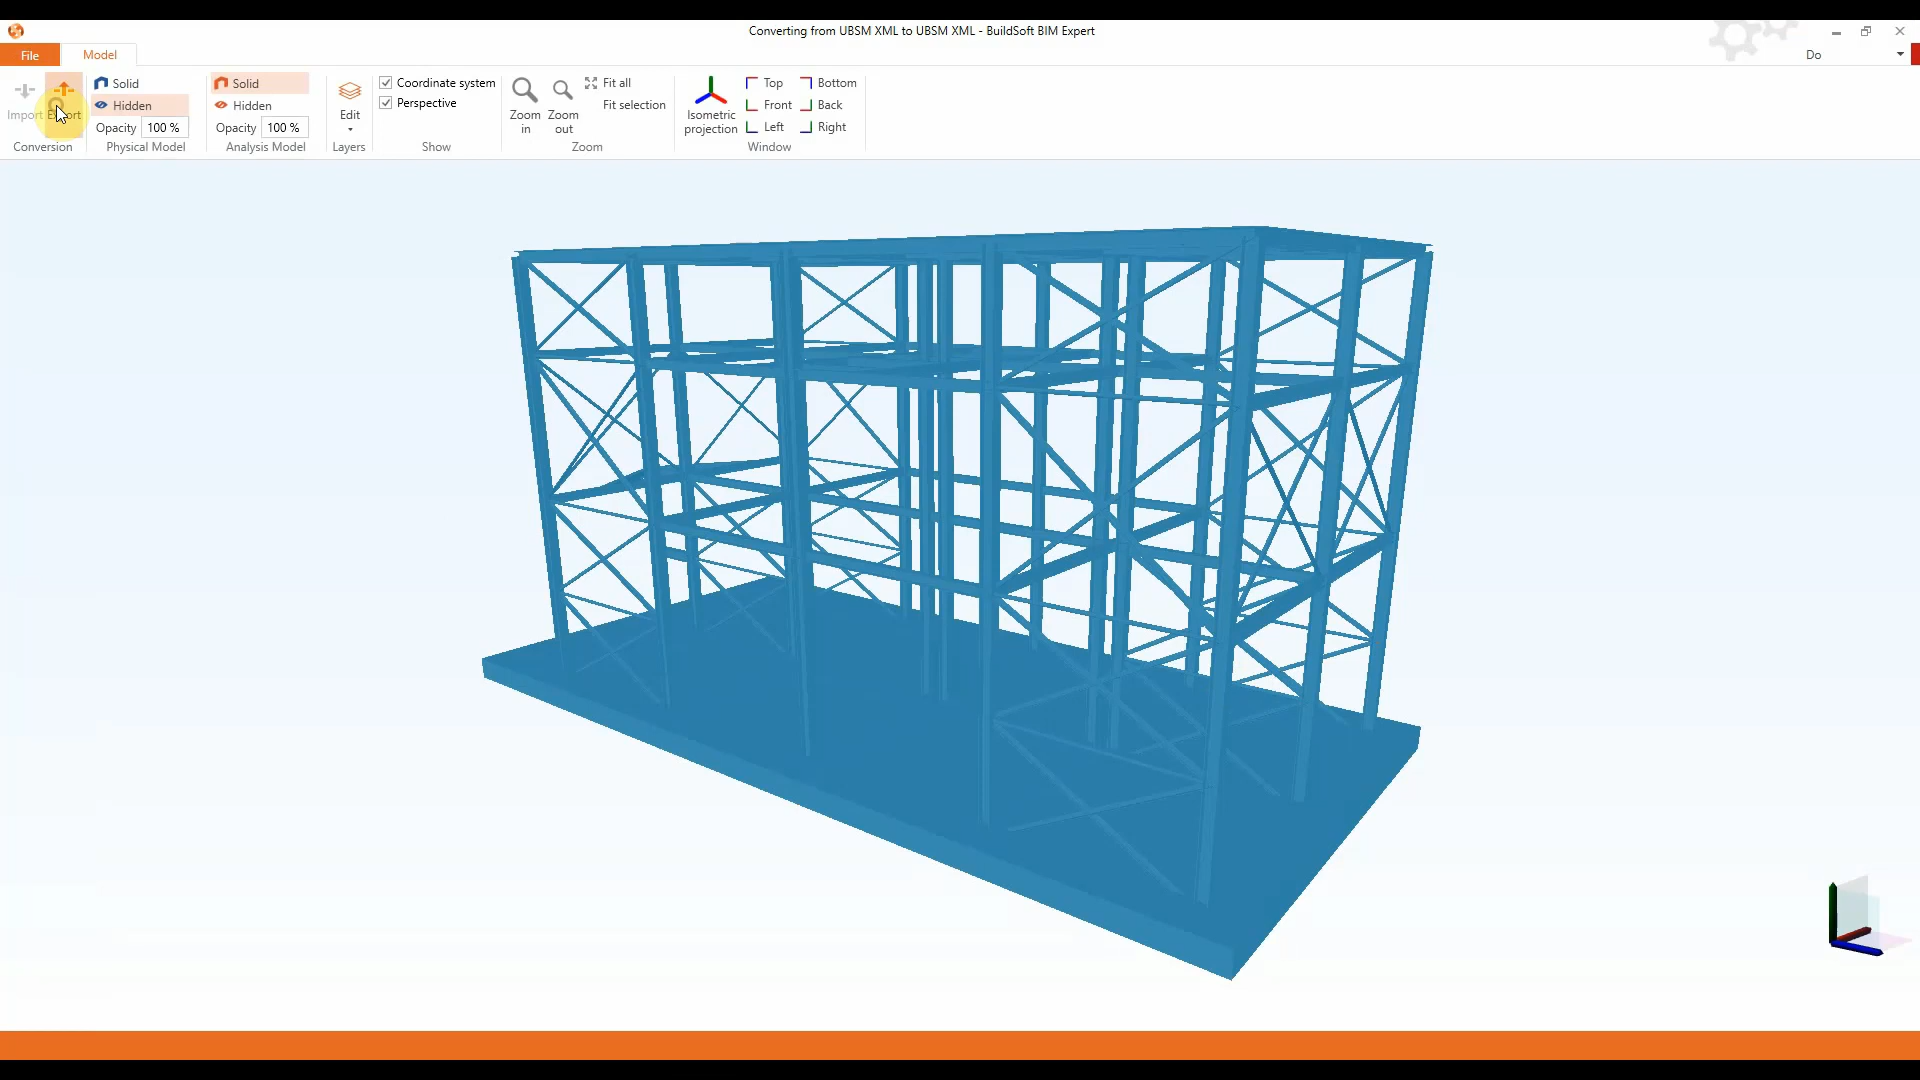 Converting from UBSM XML to UBSM XML - BuildSoft BIM Expert
File
Model
Do
Import
Export
Conversion
Solid
Hidden
Opacity 100 %
Physical Model
Solid
Hidden
Opacity 100 %
Analysis Model
Edit
Layers
Coordinate system
Perspective
Show
Zoom in
Zoom out
Fit all
Fit selection
Zoom
Isometric projection
Top
Front
Left
Bottom
Back
Right
Window